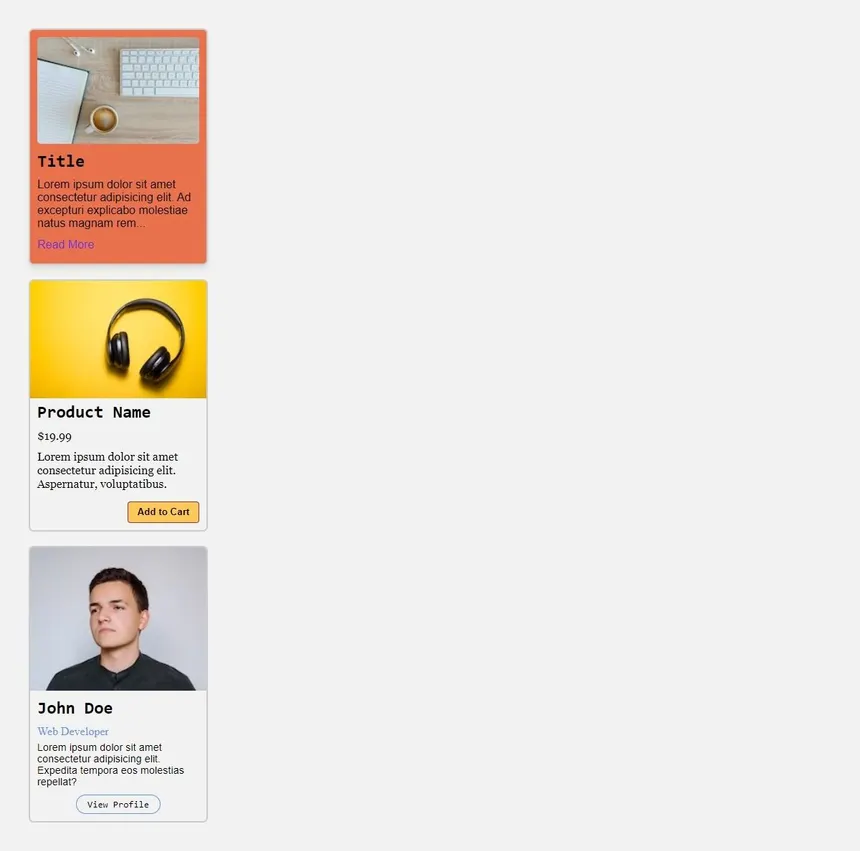 Title
Lorem ipsum dolor sit amet
consectetur adipisicing elit. Ad
excepturi explicabo molestiae
natus magnam rem...
Read More
Product Name
$19.99
Lorem ipsum dolor sit amet
consectetur adipisicing elit.
Aspernatur, voluptatibus.
Add to Cart
John Doe
Web Developer
Lorem ipsum dolor sit amet
consectetur adipisicing elit.
Expedita tempora eos molestias
repellat?
View Profile